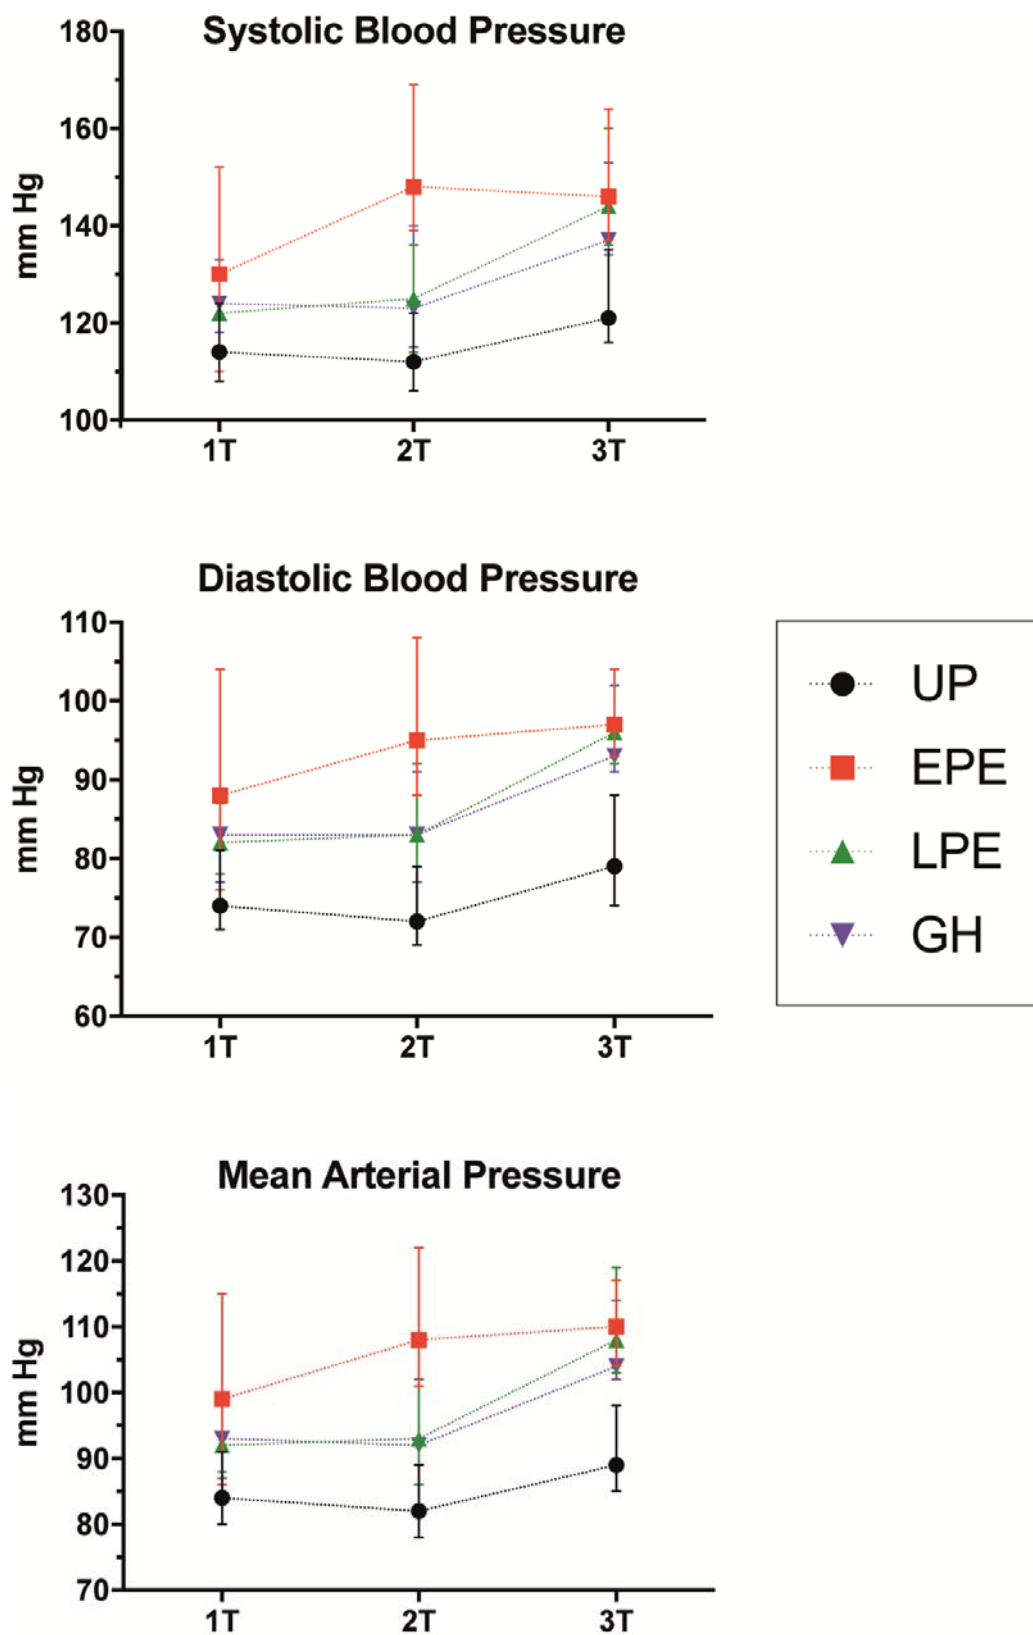 Systolic Blood Pressure
180
160
140
120
100
mm Hg
1T 2T 3T
Diastolic Blood Pressure
110
100
90
80
70
60
mm Hg
1T 2T 3T
UP
EPE
LPE
GH
Mean Arterial Pressure
130
120
110
100
90
80
70
mm Hg
1T 2T 3T